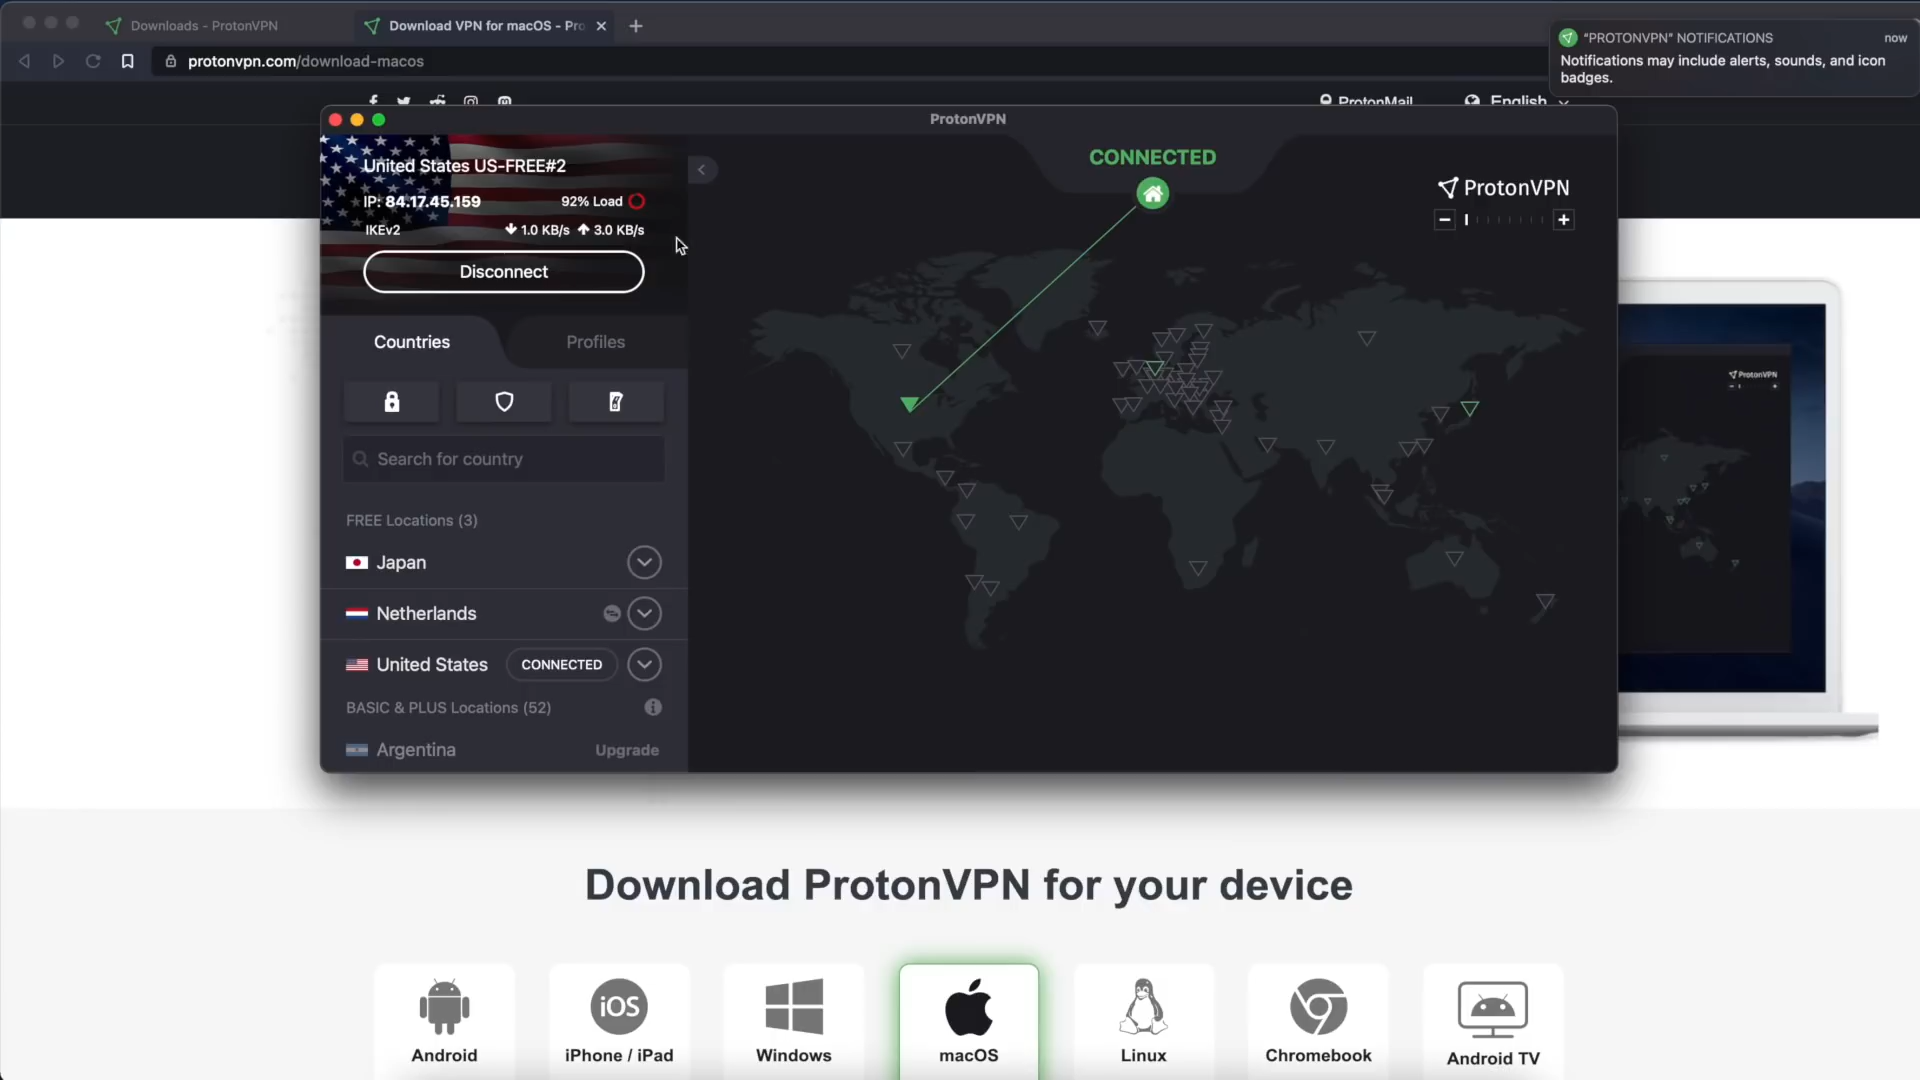 Downloads - ProtonVPN
Download VPN for macOS - Pro
protonvpn.com/download-macos
"PROTONVPN" NOTIFICATIONS
now
Notifications may include alerts, sounds, and icon
badges.
ProtonMail
English
ProtonVPN
United States US-FREE#2
IP: 84.17.45.159
92% Load
IKEv2
1.0 KB/s
3.0 KB/s
Disconnect
CONNECTED
ProtonVPN
Countries
Profiles
Search for country
FREE Locations (3)
Japan
Netherlands
United States
CONNECTED
BASIC & PLUS Locations (52)
Argentina
Upgrade
ProtonVPN
Download ProtonVPN for your device
iOS
Android
iPhone / iPad
Windows
macOS
Linux
Chromebook
Android TV